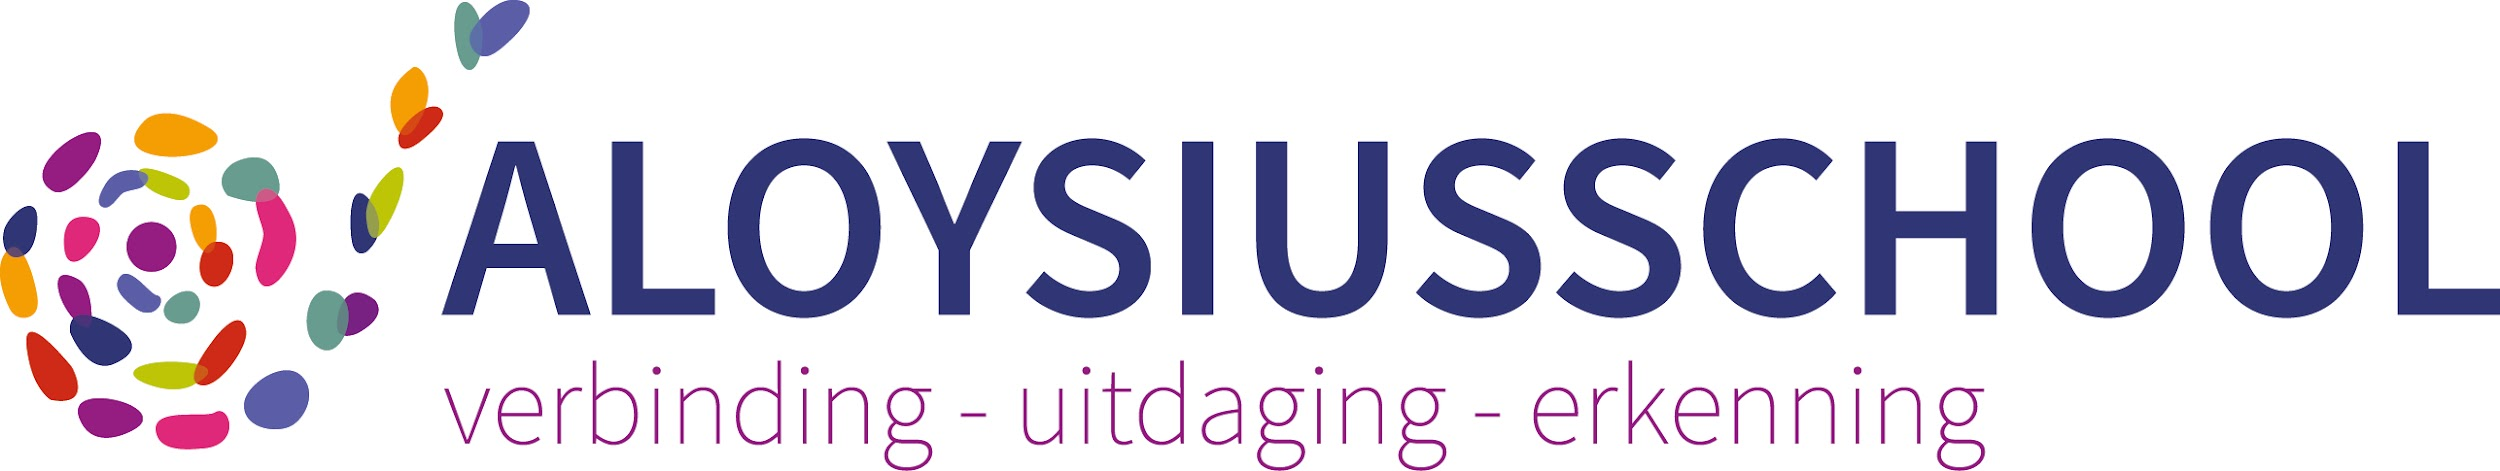 ALOYSIUSSCHOOL
verbinding - uitdaging - erkenning